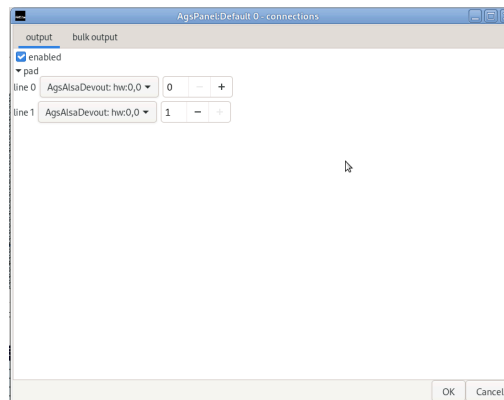 AgsPanel:Default 0 - connections
output bulk output
enabled
pad
line 0 AgsAlsaDevout: hw:0,0 0 − +
line 1 AgsAlsaDevout: hw:0,0 1 − +
OK Cancel